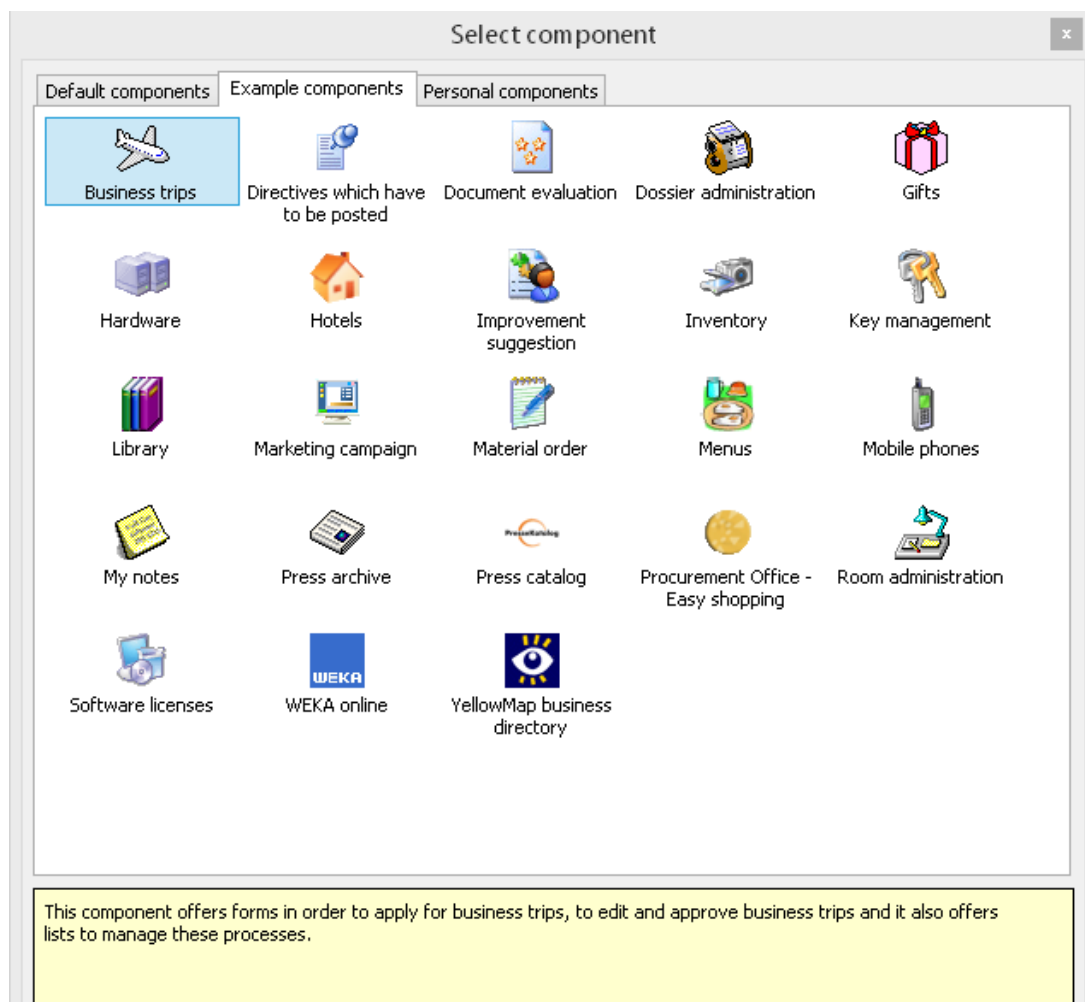 Select component
x
Default components
Example components
Personal components
Business trips
Directives which have
to be posted
Document evaluation
Dossier administration
Gifts
Hardware
Hotels
Improvement
suggestion
Inventory
Key management
Library
Marketing campaign
Material order
Menus
Mobile phones
My notes
Press archive
PresseKatalog
Press catalog
Procurement Office -
Easy shopping
Room administration
Software licenses
WEKA
WEKA online
YellowMap business
directory
This component offers forms in order to apply for business trips, to edit and approve business trips and it also offers
lists to manage these processes.